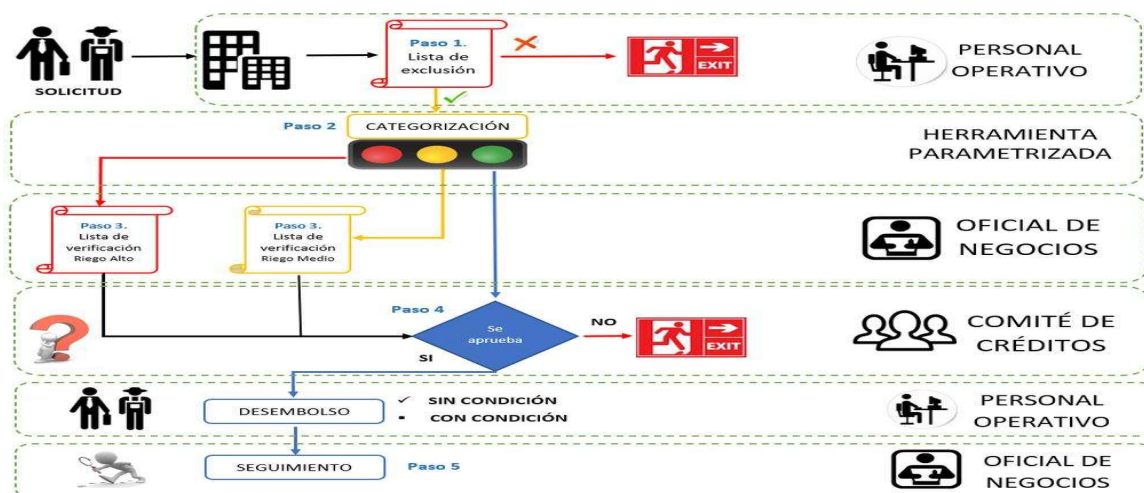 SOLICITUD
Paso 1.
Lista de
exclusión
EXIT
PERSONAL
OPERATIVO
Paso 2
CATEGORIZACIÓN
HERRAMIENTA
PARAMETRIZADA
Paso 3.
Lista de
verificación
Riego Alto
Paso 3.
Lista de
verificación
Riego Medio
OFICIAL DE
NEGOCIOS
Paso 4
Se
aprueba
NO
SI
EXIT
COMITÉ DE
CRÉDITOS
DESEMBOLSO
SIN CONDICIÓN
CON CONDICIÓN
PERSONAL
OPERATIVO
SEGUIMIENTO
Paso 5
OFICIAL DE
NEGOCIOS